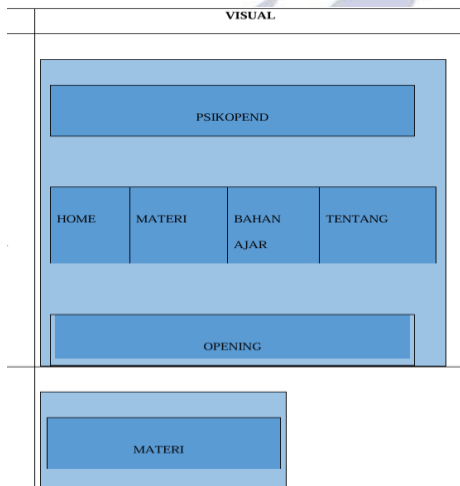 VISUAL
PSIKOPEND
HOME MATERI BAHAN AJAR TENTANG
OPENING
MATERI